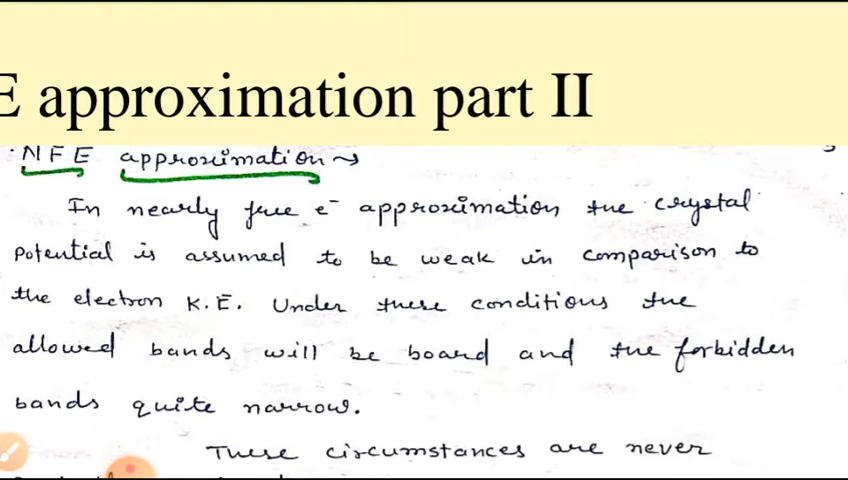 E approximation part II
NFE approximation
In nearly free e⁻ approximation the crystal
potential is assumed to be weak in comparison to
the electron K.E. Under these conditions the
allowed bands will be board and the forbidden
bands quite narrow.
These circumstances are never